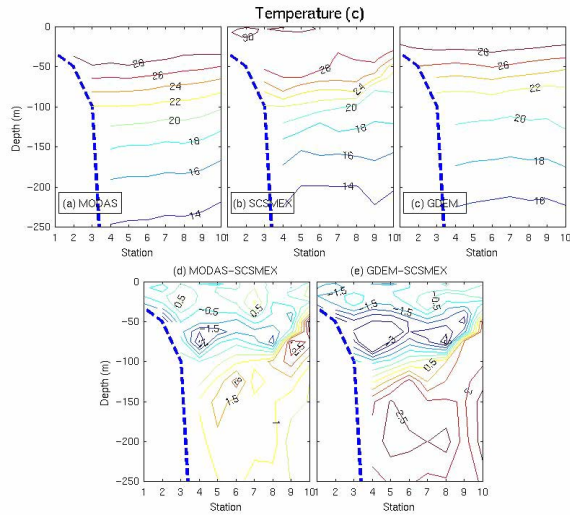 Temperature (c)
0
−50
−100
−150
−200
−250
Depth (m)
30
28
26
24
22
20
18
16
14
(a) MODAS
1 2 3 4 5 6 7 8 9 10
Station
26
24
20
18
16
14
(b) SCSMEX
1 2 3 4 5 6 7 8 9 10
Station
28
26
22
20
18
16
(c) GDEM
1 2 3 4 5 6 7 8 9 10
Station
(d) MODAS−SCSMEX
(e) GDEM−SCSMEX
0
−50
−100
−150
−200
−250
Depth (m)
0.5
−0.5
0.5
−1.5
2.5
1.5
1
1 2 3 4 5 6 7 8 9 10
Station
−1.5
−0.5
−1.5
0.5
2.5
1 2 3 4 5 6 7 8 9 10
Station